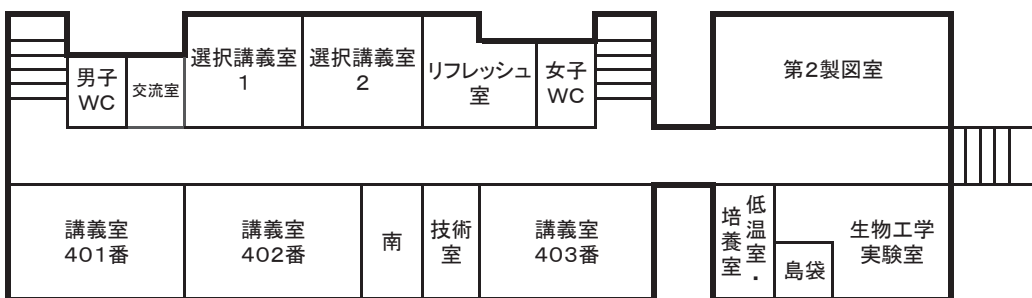 男子
WC
交流室
選択講義室
1
選択講義室
2
リフレッシュ
室
女子
WC
第2製図室
講義室
401番
講義室
402番
南
技術
室
講義室
403番
低温室・
培養室
島袋
生物工学
実験室